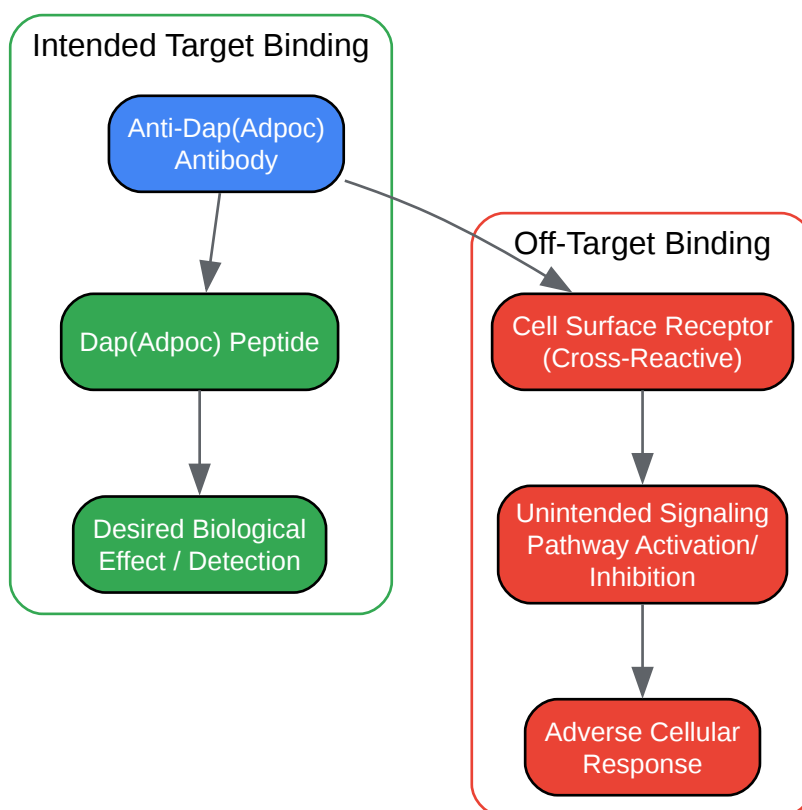 Intended Target Binding
Anti-Dap(Adpoc)
Antibody
Dap(Adpoc) Peptide
Desired Biological
Effect / Detection
Off-Target Binding
Cell Surface Receptor
(Cross-Reactive)
Unintended Signaling
Pathway Activation/
Inhibition
Adverse Cellular
Response